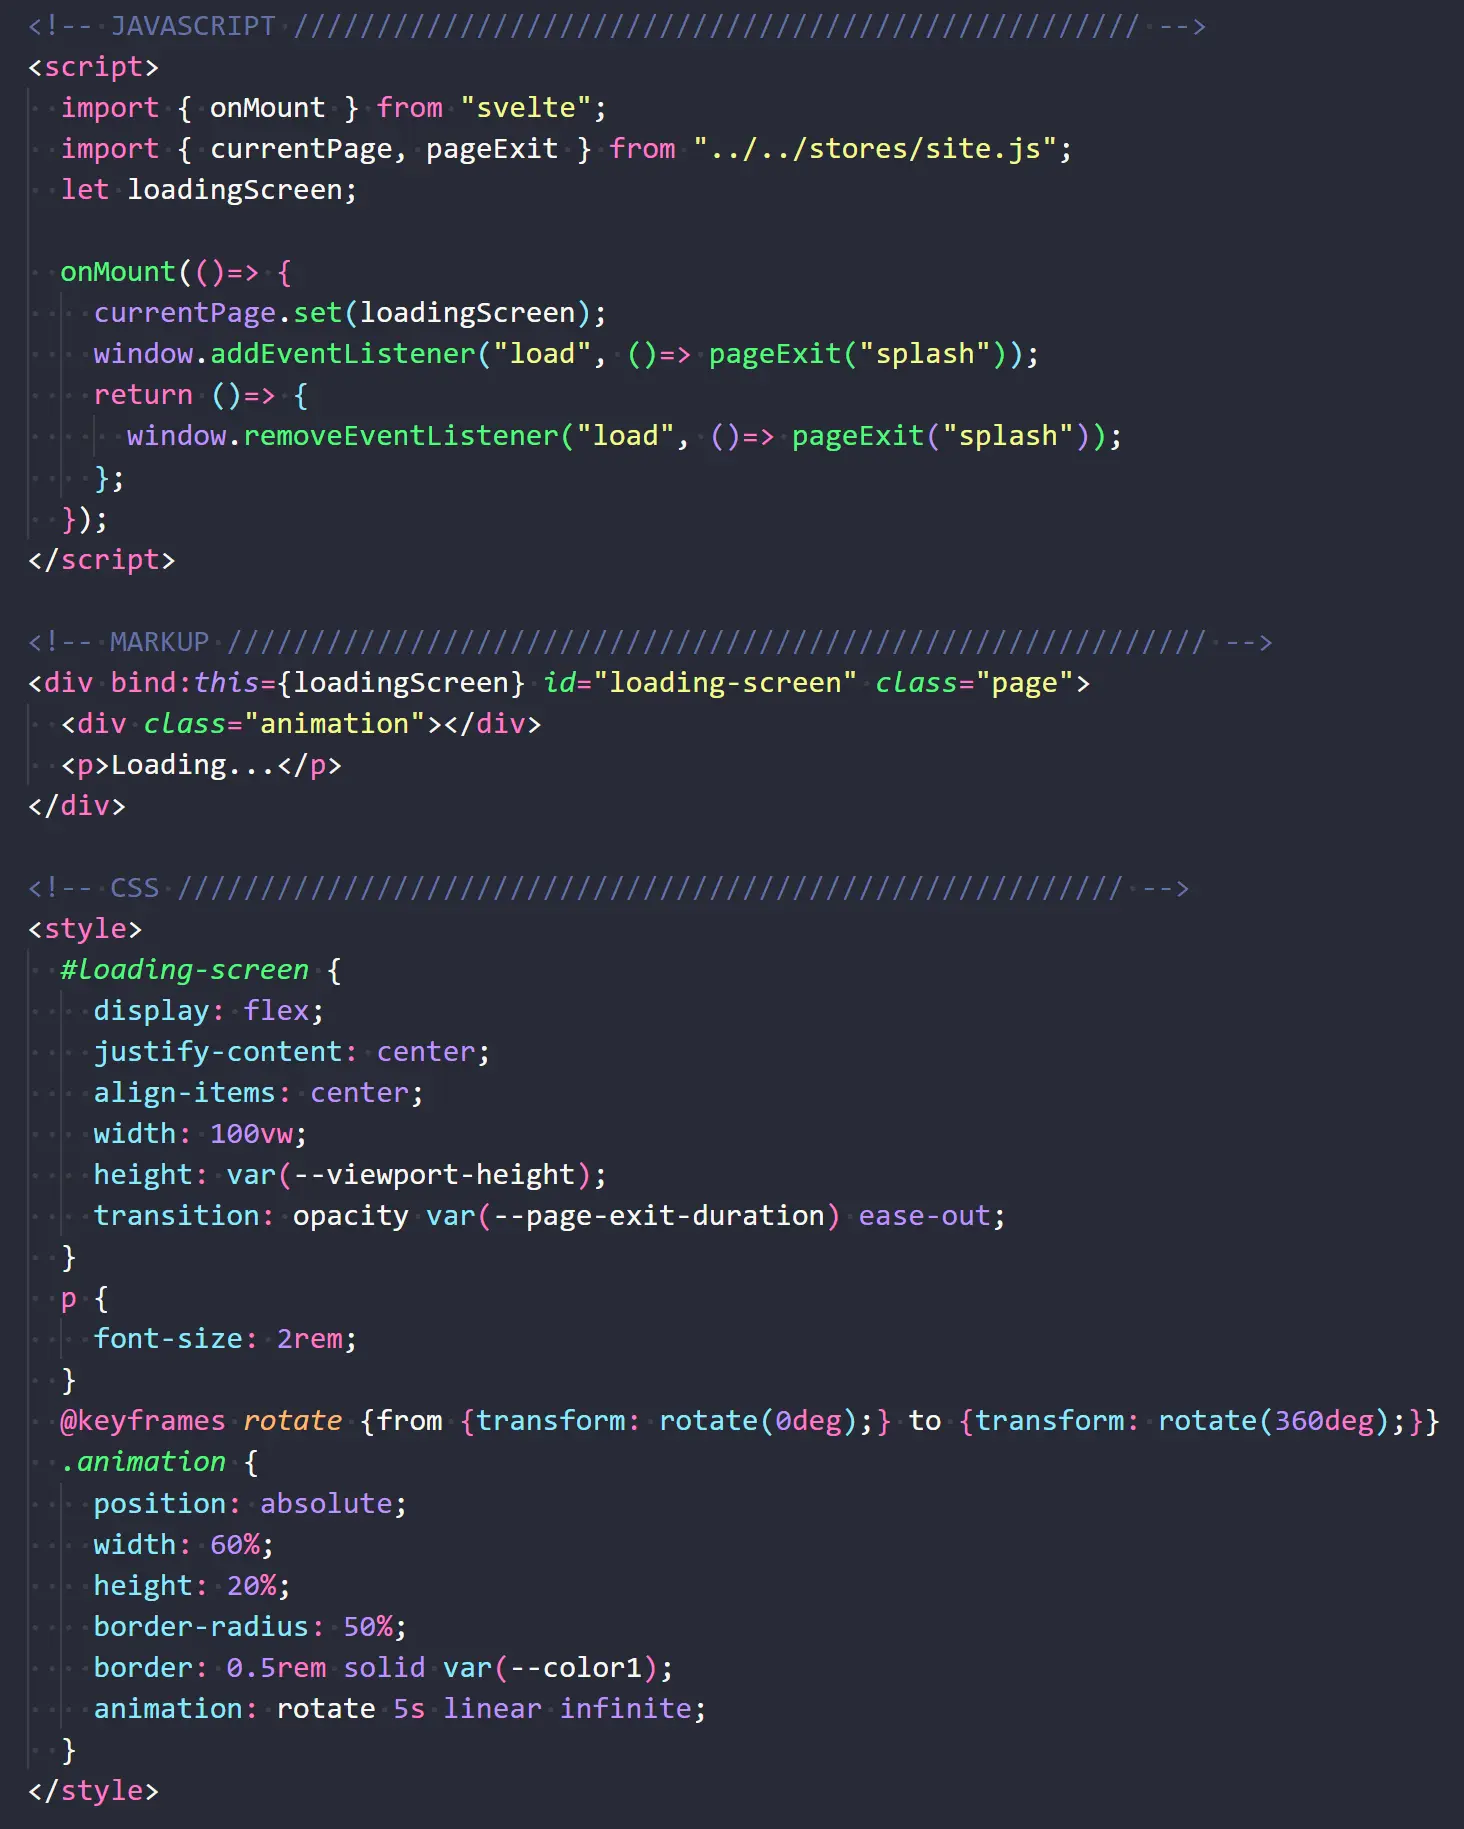 <!-- JAVASCRIPT /////////////////////////////////////////////////// -->
<script>
  import { onMount } from "svelte";
  import { currentPage, pageExit } from "../../stores/site.js";
  let loadingScreen;

  onMount(()=> {
    currentPage.set(loadingScreen);
    window.addEventListener("load", ()=> pageExit("splash"));
    return ()=> {
      window.removeEventListener("load", ()=> pageExit("splash"));
    };
  });
</script>

<!-- MARKUP /////////////////////////////////////////////////////////// -->
<div bind:this={loadingScreen} id="loading-screen" class="page">
  <div class="animation"></div>
  <p>Loading...</p>
</div>

<!-- CSS ///////////////////////////////////////////////////////// -->
<style>
  #loading-screen {
    display: flex;
    justify-content: center;
    align-items: center;
    width: 100vw;
    height: var(--viewport-height);
    transition: opacity var(--page-exit-duration) ease-out;
  }
  p {
    font-size: 2rem;
  }
  @keyframes rotate {from {transform: rotate(0deg);} to {transform: rotate(360deg);}}
  .animation {
    position: absolute;
    width: 60%;
    height: 20%;
    border-radius: 50%;
    border: 0.5rem solid var(--color1);
    animation: rotate 5s linear infinite;
  }
</style>